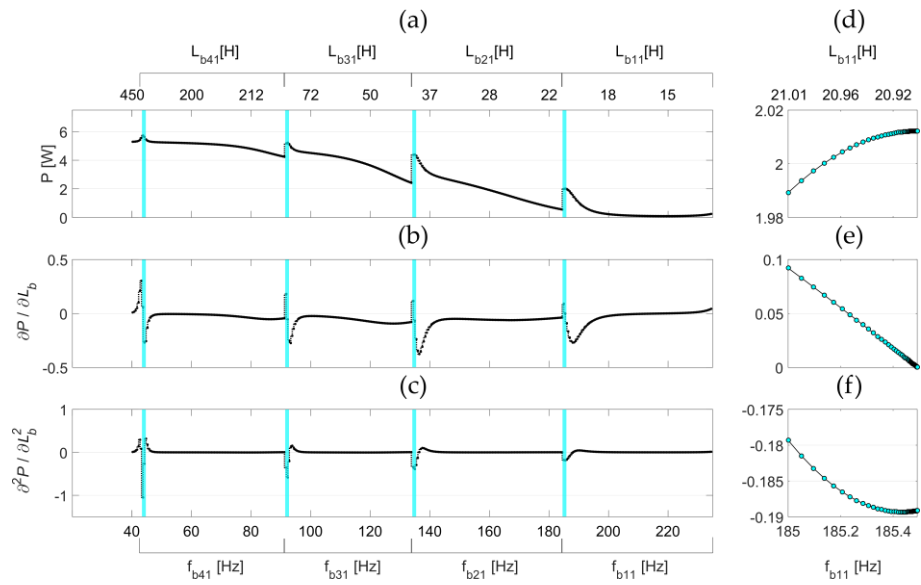 (a) (d)
L_b41[H] L_b31[H] L_b21[H] L_b11[H] L_b11[H]
450 200 212 72 50 37 28 22 18 15 21.01 20.96 20.92
P [W]
6
4
2
0
2.02
2
1.98
(b) (e)
∂P / ∂L_b
0.5
0
-0.5
0.1
0.05
0
(c) (f)
∂²P / ∂L_b²
1
0
-1
-0.175
-0.18
-0.185
-0.19
40 60 80 100 120 140 160 180 200 220 185 185.2 185.4
f_b41 [Hz] f_b31 [Hz] f_b21 [Hz] f_b11 [Hz] f_b11 [Hz]